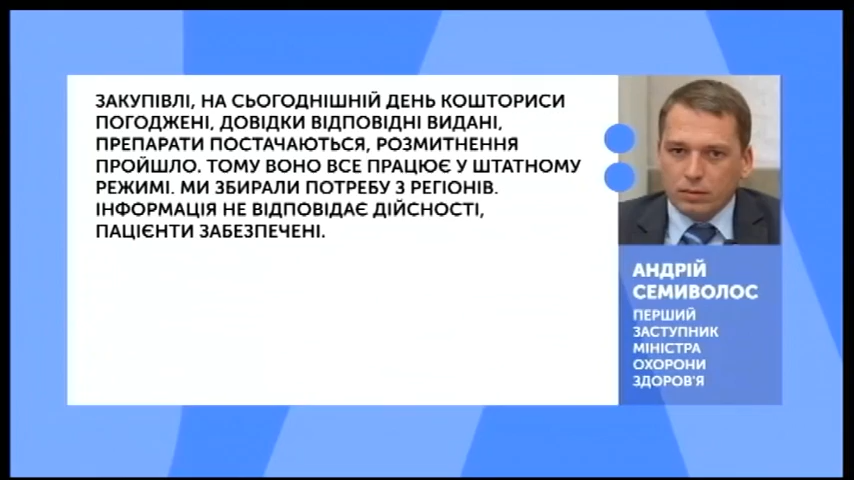 ЗАКУПІВЛІ, НА СЬОГОДНІШНІЙ ДЕНЬ КОШТОРИСИ
ПОГОДЖЕНІ, ДОВІДКИ ВІДПОВІДНІ ВИДАНІ,
ПРЕПАРАТИ ПОСТАЧАЮТЬСЯ, РОЗМИТНЕННЯ
ПРОЙШЛО. ТОМУ ВОНО ВСЕ ПРАЦЮЄ У ШТАТНОМУ
РЕЖИМІ. МИ ЗБИРАЛИ ПОТРЕБУ З РЕГІОНІВ.
ІНФОРМАЦІЯ НЕ ВІДПОВІДАЄ ДІЙСНОСТІ,
ПАЦІЄНТИ ЗАБЕЗПЕЧЕНІ.
АНДРІЙ
СЕМИВОЛОС
ПЕРШИЙ
ЗАСТУПНИК
МІНІСТРА
ОХОРОНИ
ЗДОРОВ'Я